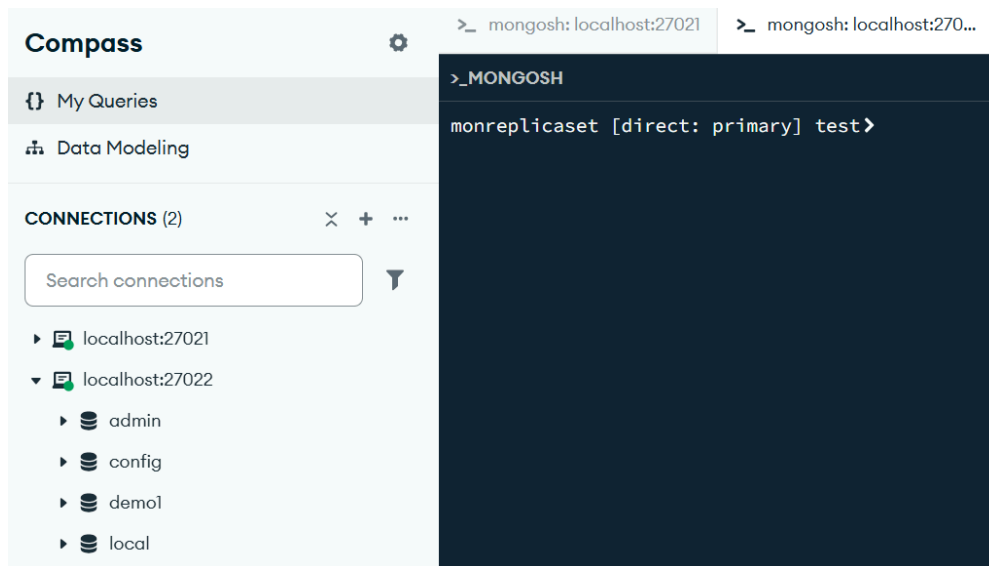 Compass
{} My Queries
Data Modeling
CONNECTIONS (2)
Search connections
localhost:27021
localhost:27022
admin
config
demo1
local
>_ mongosh: localhost:27021
>_ mongosh: localhost:270...
>_MONGOSH
monreplicaset [direct: primary] test>